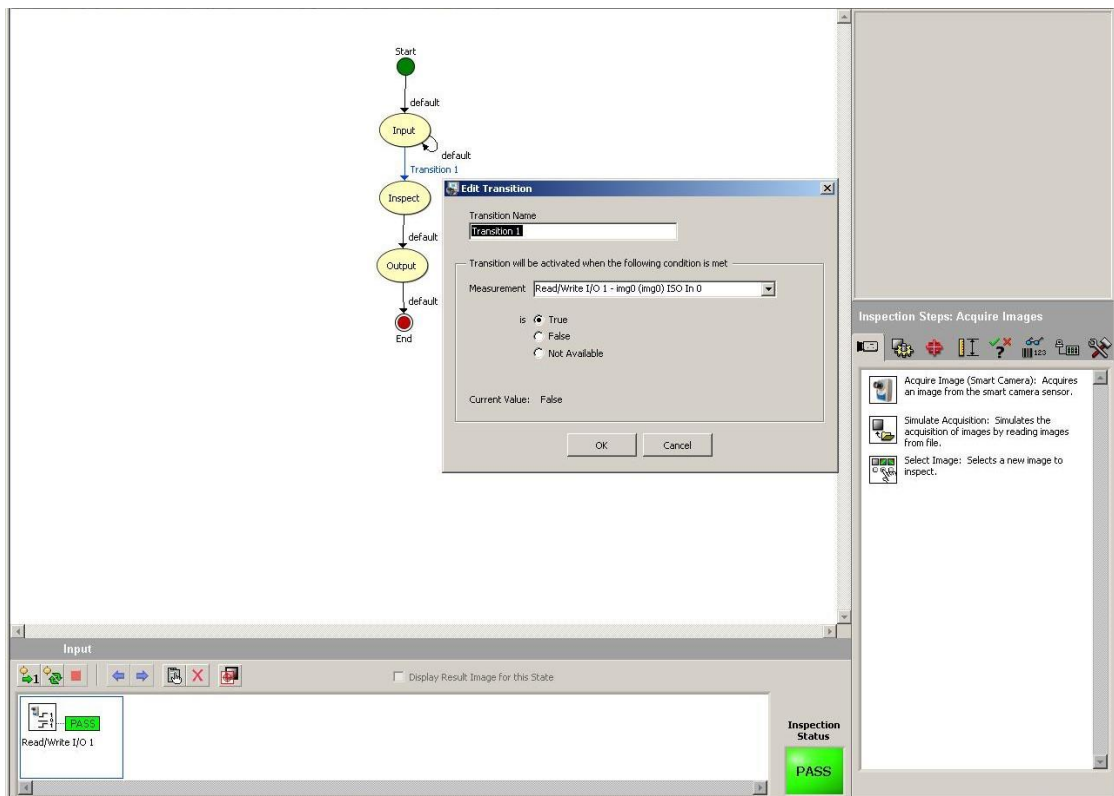 Start
default
Input
default
Transition 1
Inspect
default
Output
default
End
Edit Transition
Transition Name
Transition 1
Transition will be activated when the following condition is met
Measurement Read/Write I/O 1 - img0 (img0) ISO In 0
is True
False
Not Available
Current Value: False
OK Cancel
Inspection Steps: Acquire Images
Acquire Image (Smart Camera): Acquires
an image from the smart camera sensor.
Simulate Acquisition: Simulates the
acquisition of images by reading images
from file.
Select Image: Selects a new image to
inspect.
Input
Display Result Image for this State
PASS
Read/Write I/O 1
Inspection
Status
PASS